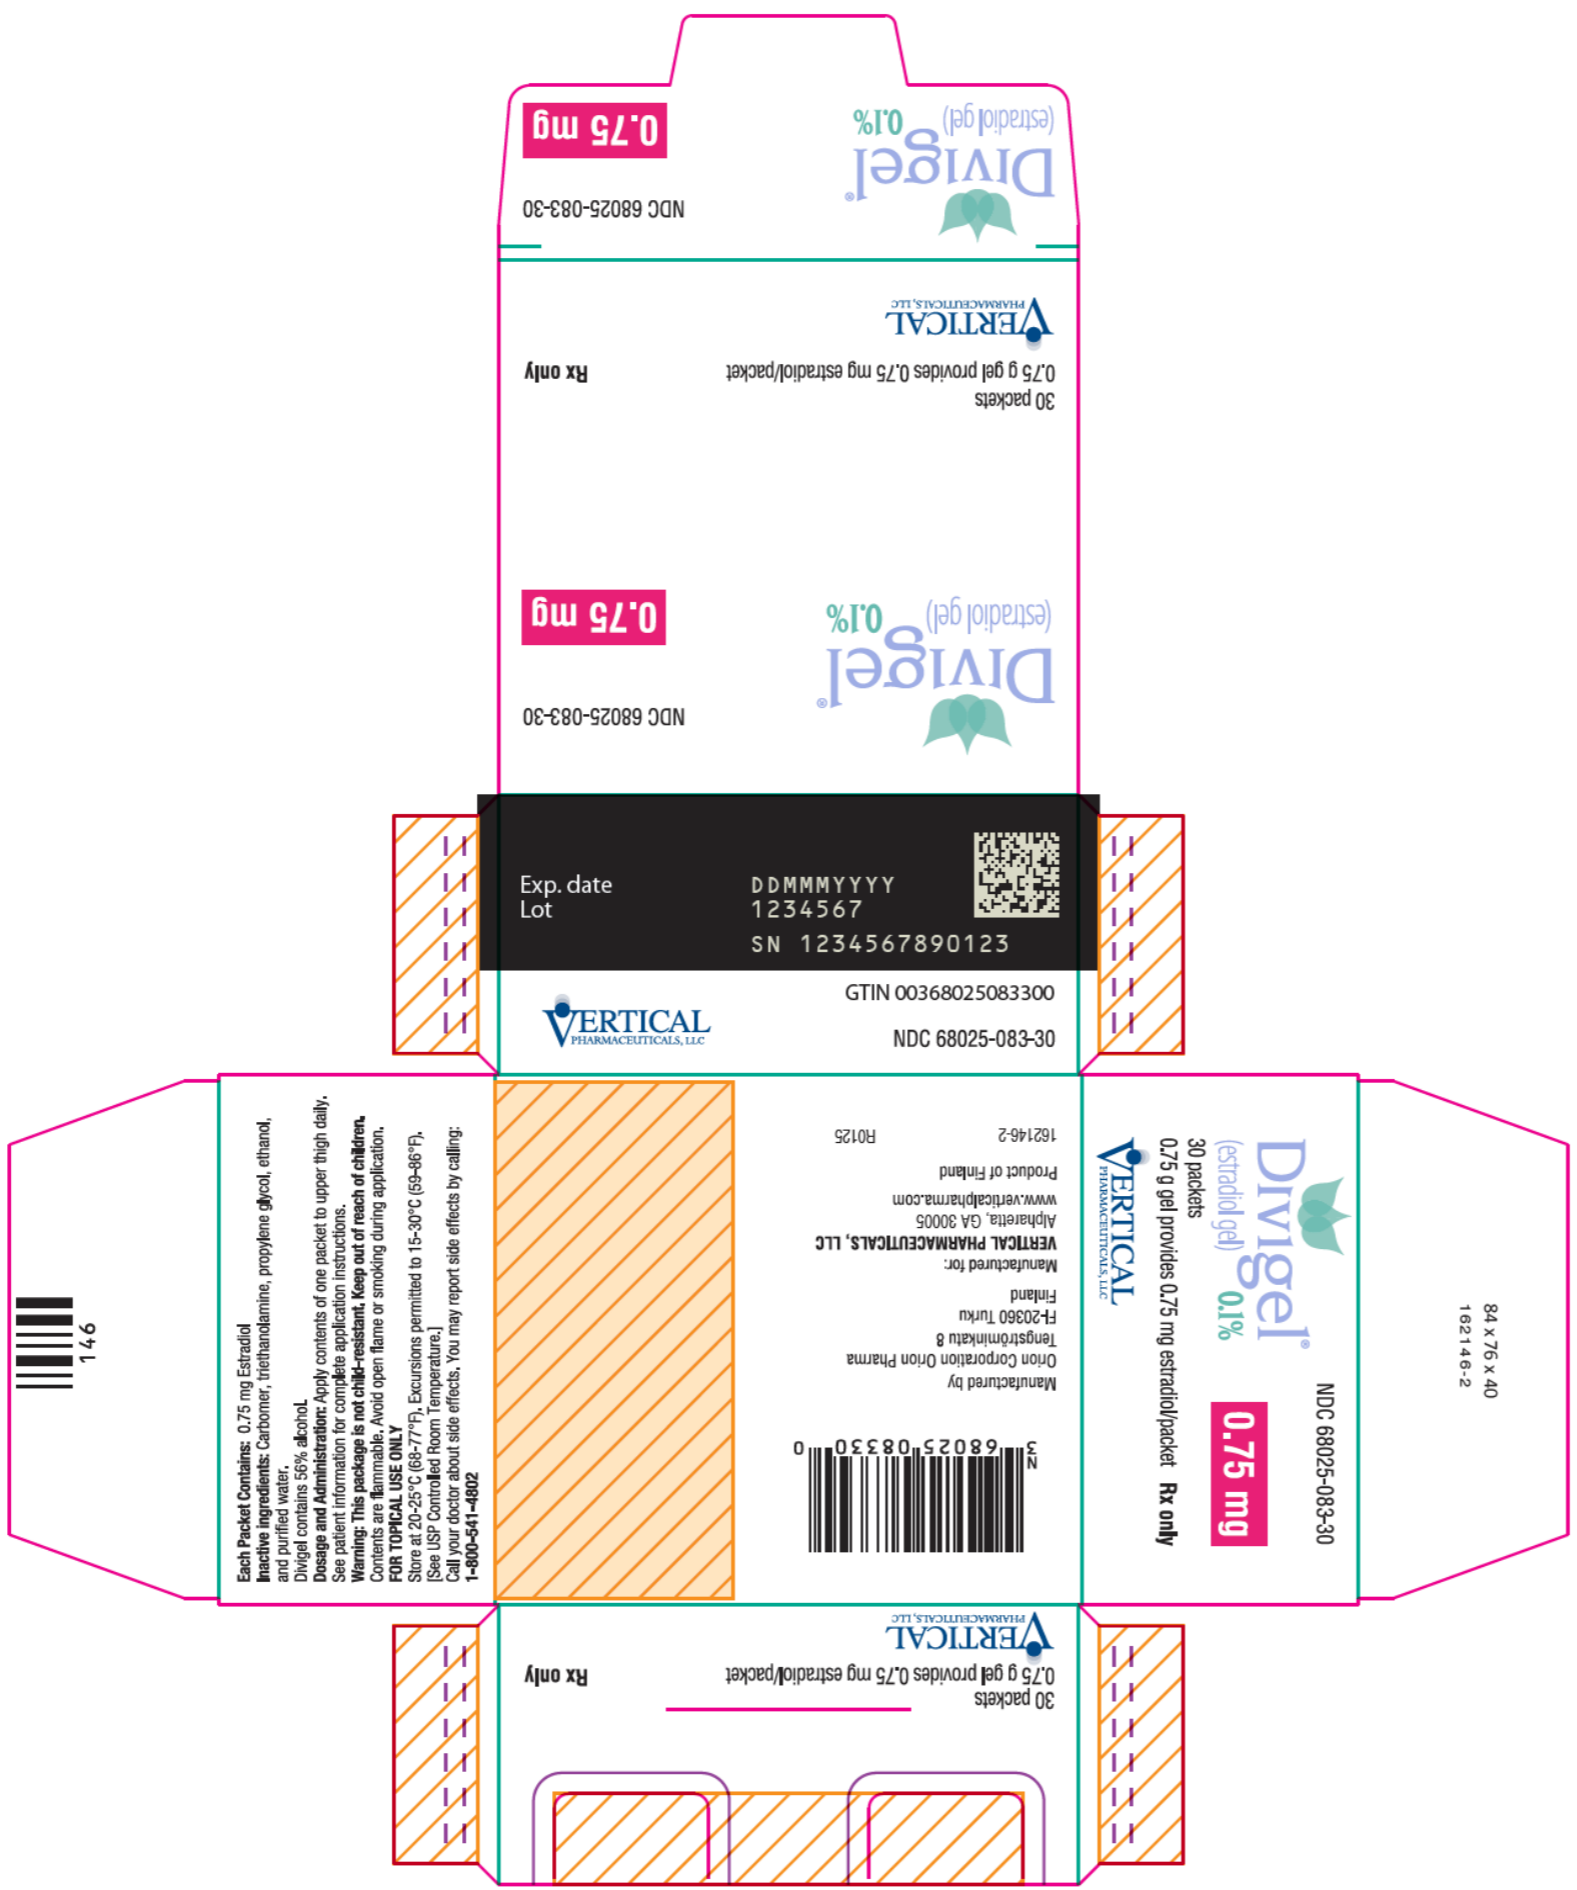 0.75 mg
NDC 68025-083-30
Divigel®
(estradiol gel) 0.1%
VERTICAL
PHARMACEUTICALS, LLC
30 packets
0.75 g gel provides 0.75 mg estradiol/packet Rx only
NDC 68025-083-30
Divigel®
(estradiol gel) 0.1%
0.75 mg
Exp. date DDMMMYYYY
Lot 1234567
SN 1234567890123
GTIN 00368025083300
VERTICAL
PHARMACEUTICALS, LLC
NDC 68025-083-30
Each Packet Contains: 0.75 mg Estradiol
Inactive ingredients: Carbomer, triethanolamine, propylene glycol, ethanol,
and purified water.
Divigel contains 56% alcohol.
Dosage and Administration: Apply contents of one packet to upper thigh daily.
See patient information for complete application instructions.
Warning: This package is not child-resistant. Keep out of reach of children.
Contents are flammable. Avoid open flame or smoking during application.
FOR TOPICAL USE ONLY
Store at 20-25°C (68-77°F). Excursions permitted to 15-30°C (59-86°F).
[See USP Controlled Room Temperature.]
Call your doctor about side effects. You may report side effects by calling:
1-800-541-4802
146
N
3 68025 08330 0
Manufactured by
Orion Corporation Orion Pharma
Tengströminkatu 8
FI-20360 Turku
Finland
Manufactured for:
VERTICAL PHARMACEUTICALS, LLC
Alpharetta, GA 30005
www.verticalpharma.com
Product of Finland
162146-2 R0125
NDC 68025-083-30
Divigel®
(estradiol gel) 0.1%
0.75 mg
30 packets
0.75 g gel provides 0.75 mg estradiol/packet Rx only
VERTICAL
PHARMACEUTICALS, LLC
84 x 76 x 40
162146-2
30 packets
0.75 g gel provides 0.75 mg estradiol/packet Rx only
VERTICAL
PHARMACEUTICALS, LLC